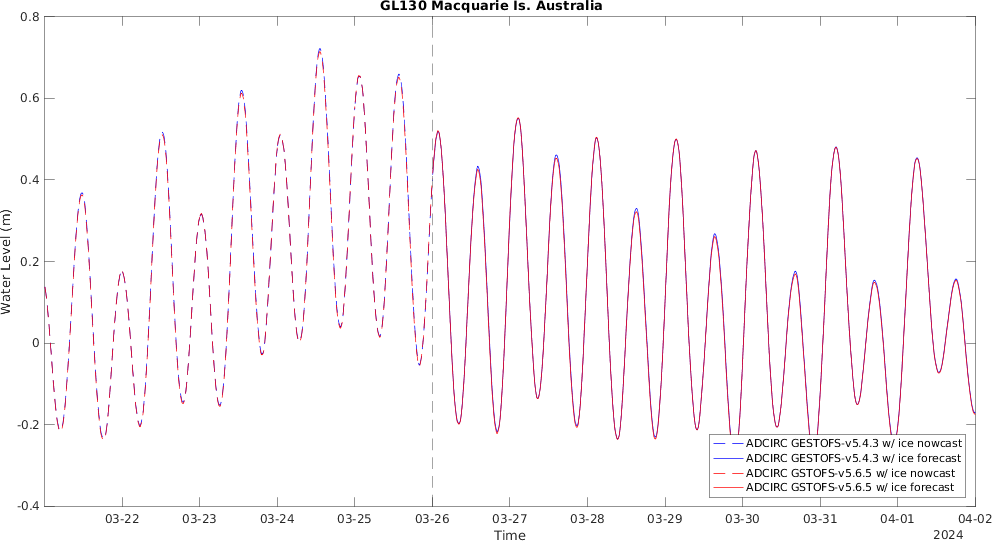 GL130 Macquarie Is. Australia
0.8
0.6
0.4
0.2
0
-0.2
-0.4
Water Level (m)
ADCIRC GESTOFS-v5.4.3 w/ ice nowcast
ADCIRC GESTOFS-v5.4.3 w/ ice forecast
ADCIRC GSTOFS-v5.6.5 w/ ice nowcast
ADCIRC GSTOFS-v5.6.5 w/ ice forecast
03-22 03-23 03-24 03-25 03-26 03-27 03-28 03-29 03-30 03-31 04-01 04-02
Time
2024